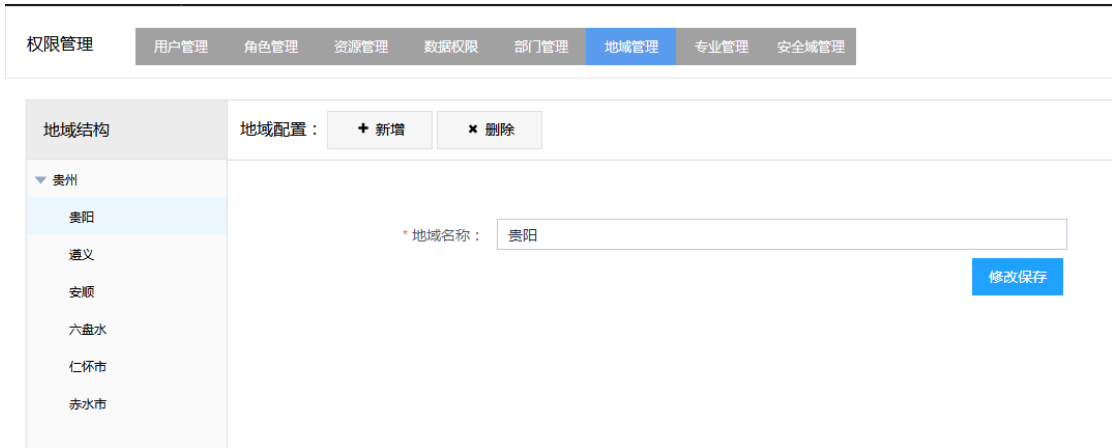 权限管理 用户管理 角色管理 资源管理 数据权限 部门管理 地域管理 专业管理 安全域管理
地域结构 地域配置： 新增 删除
贵州
贵阳
* 地域名称： 贵阳
遵义
修改保存
安顺
六盘水
仁怀市
赤水市